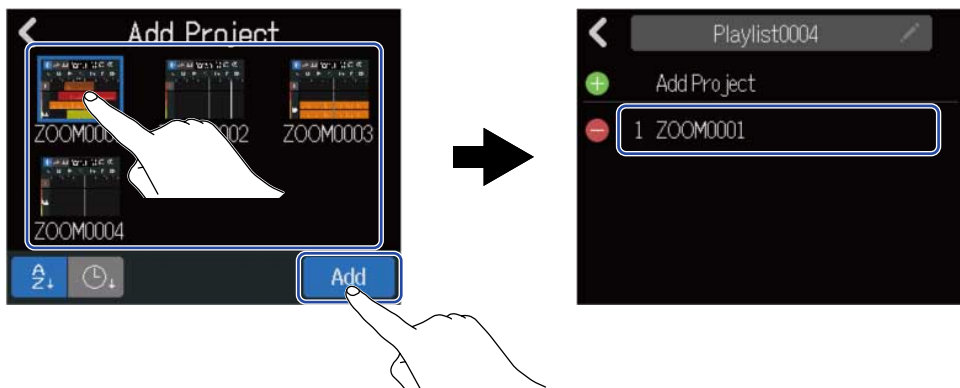 Add Project
ZOOM0003
ZOOM0004
A
Z↓
Add
Playlist0004
Add Project
1 ZOOM0001